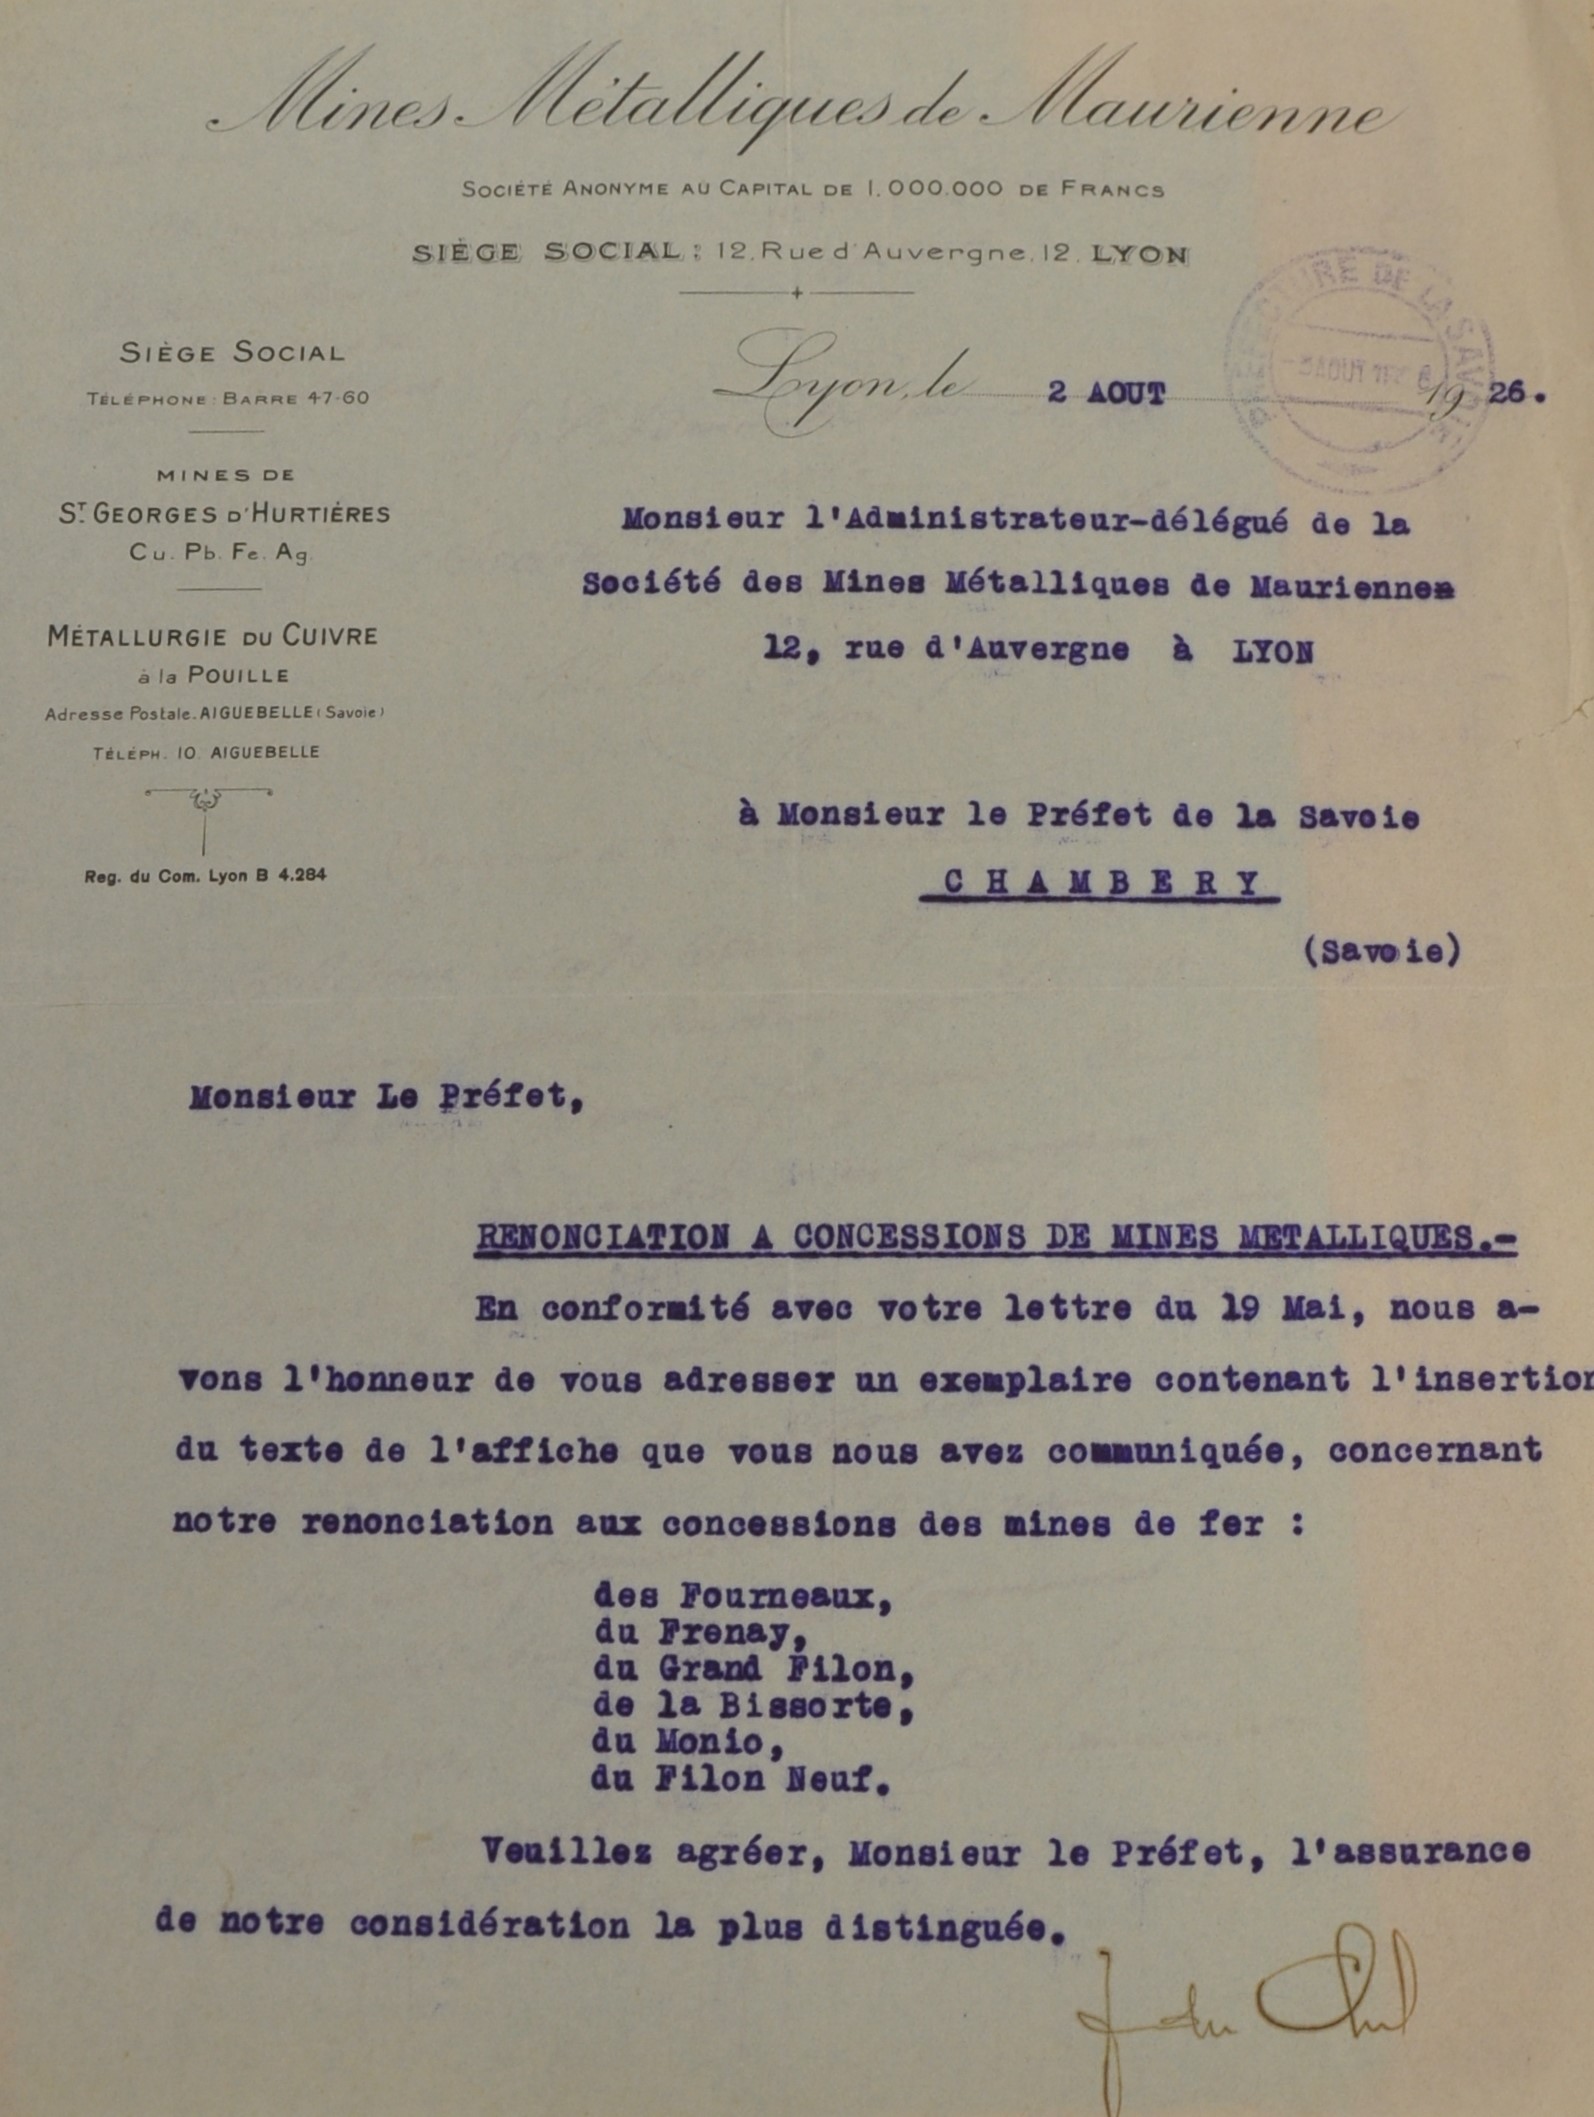 Mines Métalliques de Maurienne
SOCIÉTÉ ANONYME AU CAPITAL DE 1.000.000 DE FRANCS
SIÈGE SOCIAL : 12, Rue d'Auvergne, 12, LYON
SIÈGE SOCIAL
TÉLÉPHONE : BARRE 47-60
MINES DE
ST. GEORGES D'HURTIÈRES
Cu. Pb. Fe. Ag.
MÉTALLURGIE DU CUIVRE
à la POUILLE
Adresse Postale. AIGUEBELLE (Savoie)
TÉLÉPH. 10. AIGUEBELLE
Reg. du Com. Lyon B 4.284
PRÉFECTURE DE LA SAVOIE
Lyon, le 2 AOUT 1926.
Monsieur l'Administrateur-délégué de la
Société des Mines Métalliques de Maurienne
12, rue d'Auvergne à LYON
à Monsieur le Préfet de la Savoie
CHAMBERY
(Savoie)
Monsieur Le Préfet,
RENONCIATION A CONCESSIONS DE MINES METALLIQUES.-
En conformité avec votre lettre du 19 Mai, nous a-
vons l'honneur de vous adresser un exemplaire contenant l'insertion
du texte de l'affiche que vous nous avez communiquée, concernant
notre renonciation aux concessions des mines de fer :
des Fourneaux,
du Frenay,
du Grand Filon,
de la Bissorte,
du Monio,
du Filon Neuf.
Veuillez agréer, Monsieur le Préfet, l'assurance
de notre considération la plus distinguée.